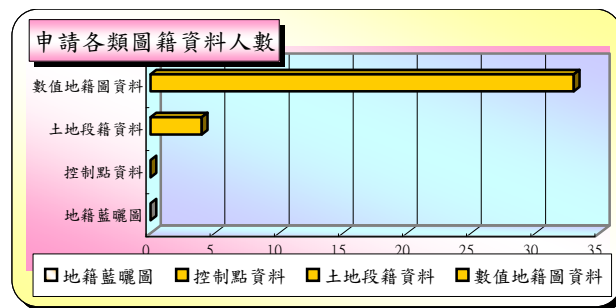 申請各類圖籍資料人數
數值地籍圖資料
土地段籍資料
控制點資料
地籍藍曬圖
0 5 10 15 20 25 30 35
地籍藍曬圖 控制點資料 土地段籍資料 數值地籍圖資料